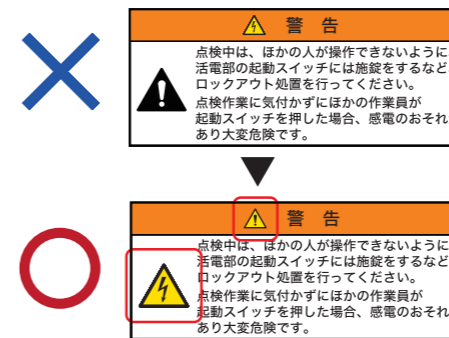 警告
点検中は、ほかの人が操作できないように
活電部の起動スイッチには施錠をするなど
ロックアウト処置を行ってください。
点検作業に気付かずにほかの作業員が
起動スイッチを押した場合、感電のおそれ
あり大変危険です。
警告
点検中は、ほかの人が操作できないように
活電部の起動スイッチには施錠をするなど
ロックアウト処置を行ってください。
点検作業に気付かずにほかの作業員が
起動スイッチを押した場合、感電のおそれ
あり大変危険です。